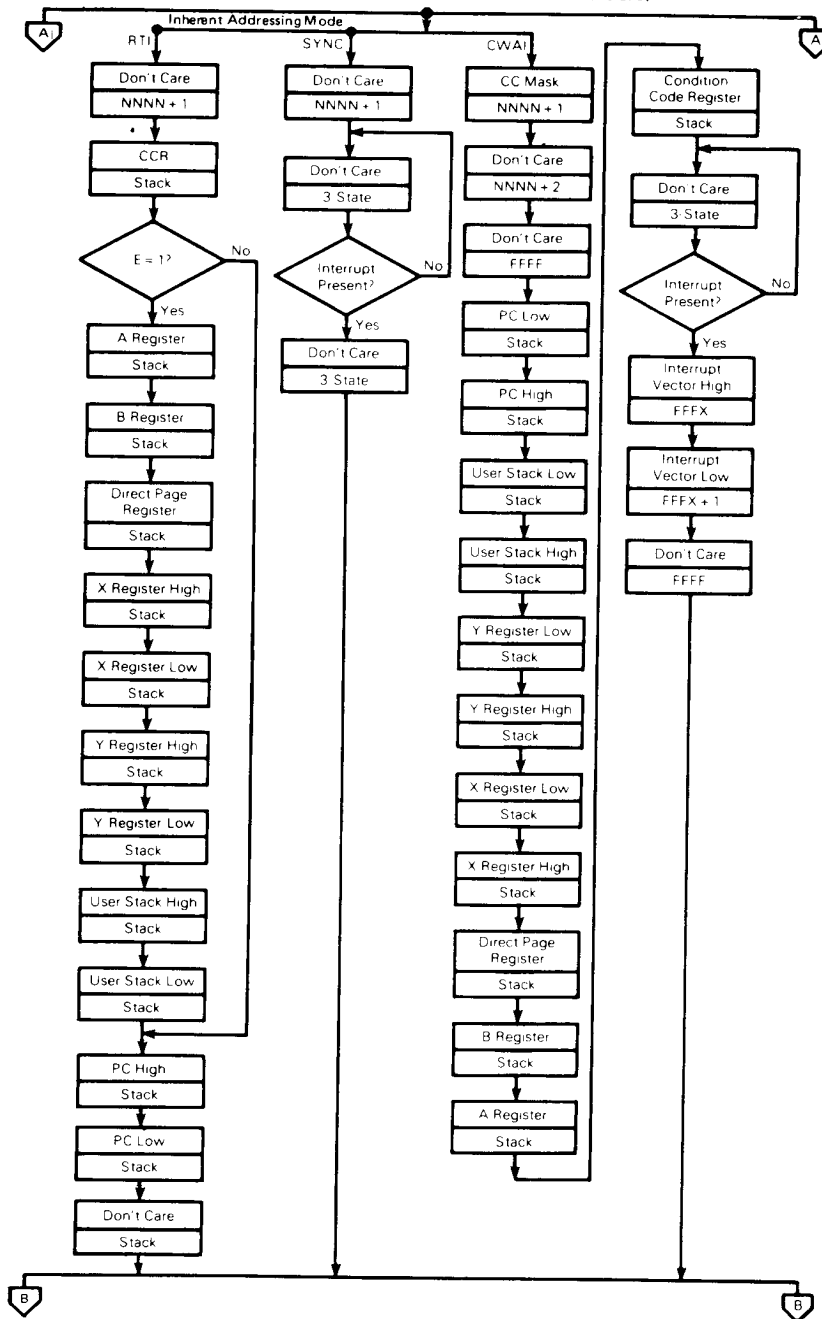 Inherent Addressing Mode
A
A
RTI
SYNC
CWAI
Don't Care
NNNN + 1
CCR
Stack
E = 1?
No
Yes
A Register
Stack
B Register
Stack
Direct Page
Register
Stack
X Register High
Stack
X Register Low
Stack
Y Register High
Stack
Y Register Low
Stack
User Stack High
Stack
User Stack Low
Stack
PC High
Stack
PC Low
Stack
Don't Care
Stack
Don't Care
NNNN + 1
Don't Care
3 State
Interrupt
Present?
No
Yes
Don't Care
3 State
CC Mask
NNNN + 1
Don't Care
NNNN + 2
Don't Care
FFFF
PC Low
Stack
PC High
Stack
User Stack Low
Stack
User Stack High
Stack
Y Register Low
Stack
Y Register High
Stack
X Register Low
Stack
X Register High
Stack
Direct Page
Register
Stack
B Register
Stack
A Register
Stack
Condition
Code Register
Stack
Don't Care
3-State
Interrupt
Present?
No
Yes
Interrupt
Vector High
FFFX
Interrupt
Vector Low
FFFX + 1
Don't Care
FFFF
B
B